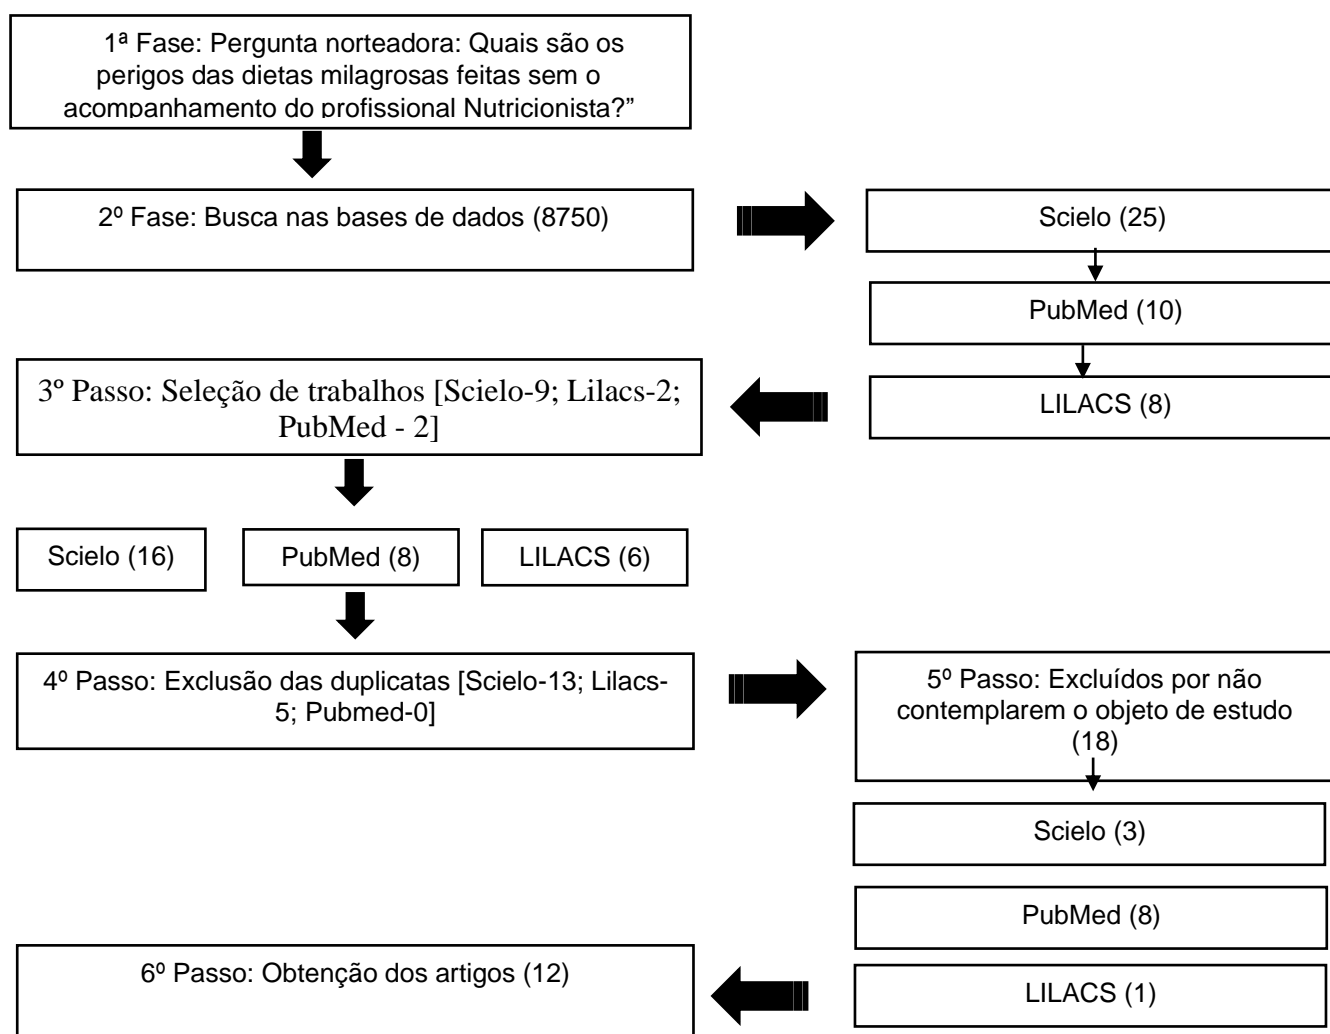 1ª Fase: Pergunta norteadora: Quais são os
perigos das dietas milagrosas feitas sem o
acompanhamento do profissional Nutricionista?”
2º Fase: Busca nas bases de dados (8750)
Scielo (25)
PubMed (10)
LILACS (8)
3º Passo: Seleção de trabalhos [Scielo-9; Lilacs-2;
PubMed - 2]
Scielo (16)
PubMed (8)
LILACS (6)
4º Passo: Exclusão das duplicatas [Scielo-13; Lilacs-
5; Pubmed-0]
5º Passo: Excluídos por não
contemplarem o objeto de estudo
(18)
Scielo (3)
PubMed (8)
LILACS (1)
6º Passo: Obtenção dos artigos (12)